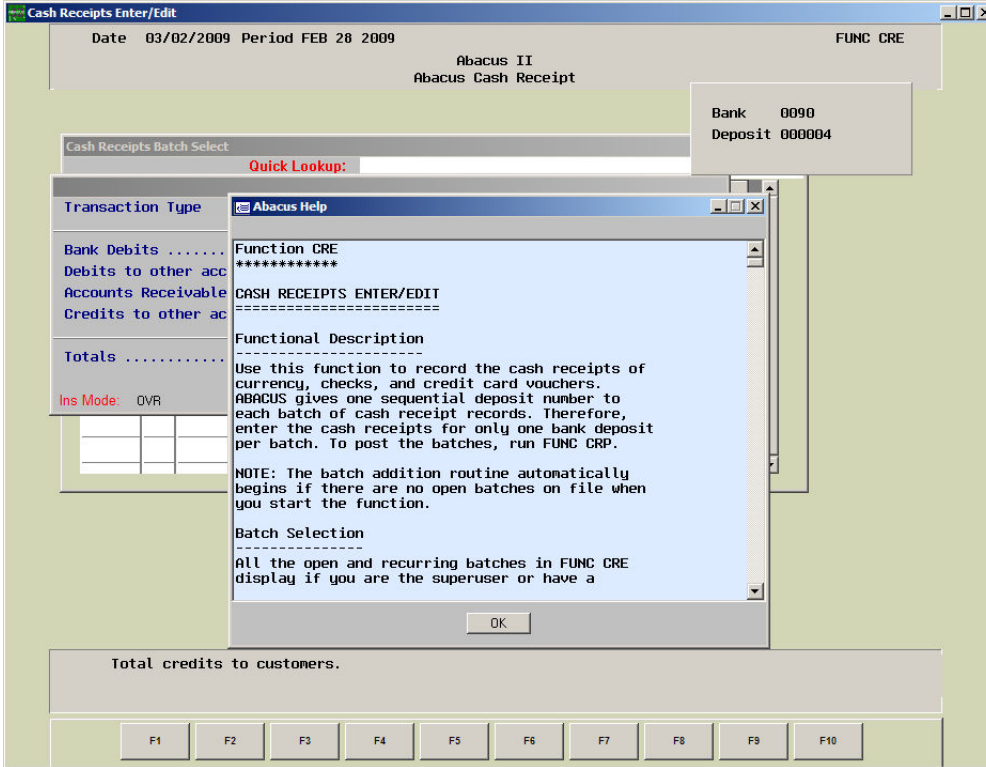 Cash Receipts Enter/Edit
Date 03/02/2009 Period FEB 28 2009 FUNC CRE
Abacus II
Abacus Cash Receipt
Bank 0090
Deposit 000004
Cash Receipts Batch Select
Quick Lookup:
Transaction Type
Bank Debits .......
Debits to other acc
Accounts Receivable
Credits to other ac
Totals ............
Ins Mode: OVR
Abacus Help
Function CRE
************
CASH RECEIPTS ENTER/EDIT
========================
Functional Description
----------------------
Use this function to record the cash receipts of
currency, checks, and credit card vouchers.
ABACUS gives one sequential deposit number to
each batch of cash receipt records. Therefore,
enter the cash receipts for only one bank deposit
per batch. To post the batches, run FUNC CRP.
NOTE: The batch addition routine automatically
begins if there are no open batches on file when
you start the function.
Batch Selection
---------------
All the open and recurring batches in FUNC CRE
display if you are the superuser or have a
OK
Total credits to customers.
F1 F2 F3 F4 F5 F6 F7 F8 F9 F10